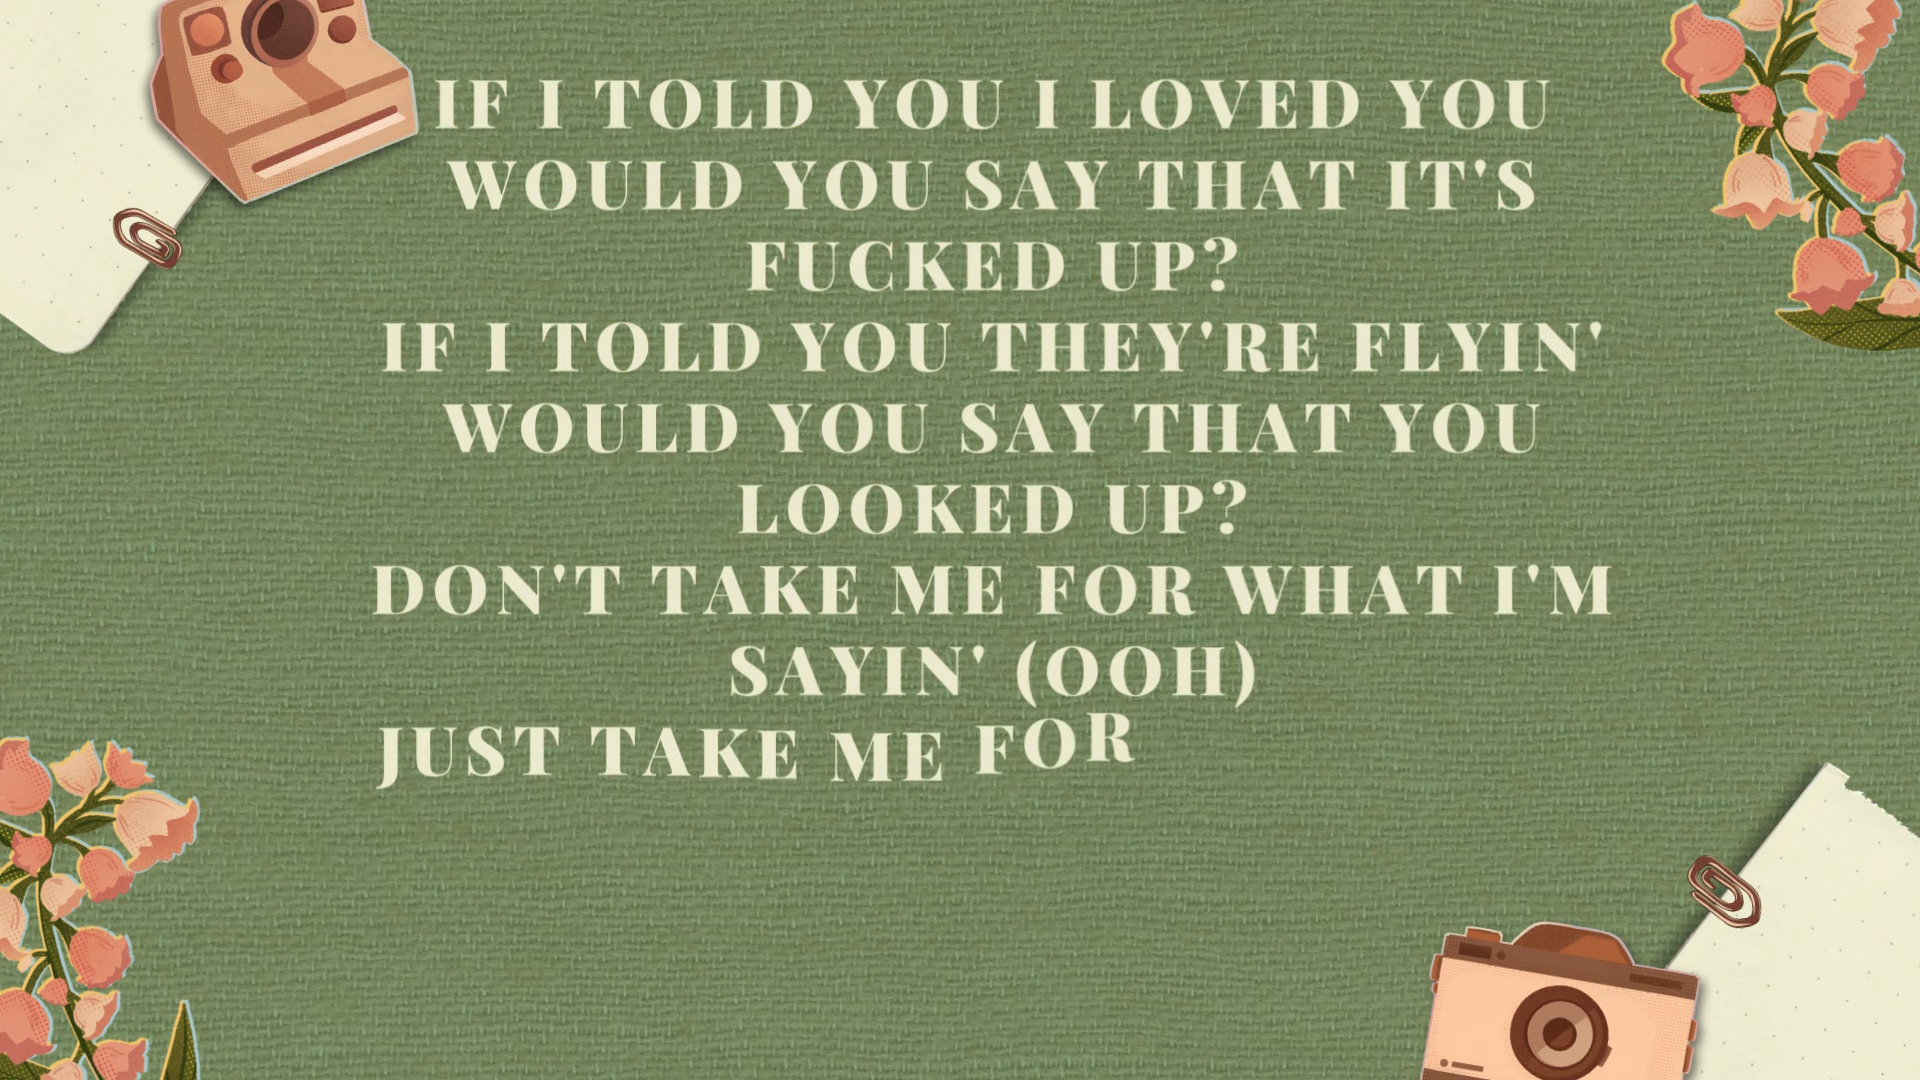 IF I TOLD YOU I LOVED YOU
WOULD YOU SAY THAT IT'S
FUCKED UP?
IF I TOLD YOU THEY'RE FLYIN'
WOULD YOU SAY THAT YOU
LOOKED UP?
DON'T TAKE ME FOR WHAT I'M
SAYIN' (OOH)
JUST TAKE ME FOR